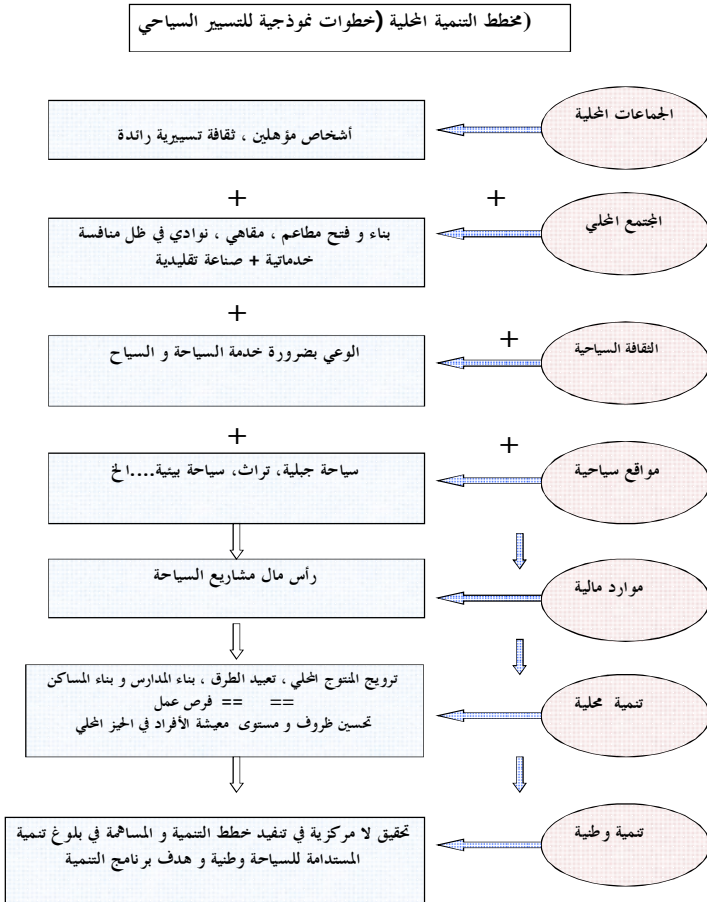 (مخطط التنمية المحلية (خطوات نموذجية للتسيير السياحي
الجماعات المحلية
أشخاص مؤهلين ، ثقافة تسييرية رائدة
+
+
المجتمع المحلي
بناء و فتح مطاعم ، مقاهي ، نوادي في ظل منافسة
خدماتية + صناعة تقليدية
+
+
الثقافة السياحية
الوعي بضرورة خدمة السياحة و السياح
+
+
مواقع سياحية
سياحة جبلية، تراث، سياحة بيئية....الخ
موارد مالية
رأس مال مشاريع السياحة
تنمية محلية
ترويج المنتوج المحلي ، تعبيد الطرق ، بناء المدارس و بناء المساكن
== == فرص عمل
تحسين ظروف و مستوى معيشة الأفراد في الحيز المحلي
تنمية وطنية
تحقيق لا مركزية في تنفيد خطط التنمية و المساهمة في بلوغ تنمية
المستدامة للسياحة وطنية و هدف برنامج التنمية